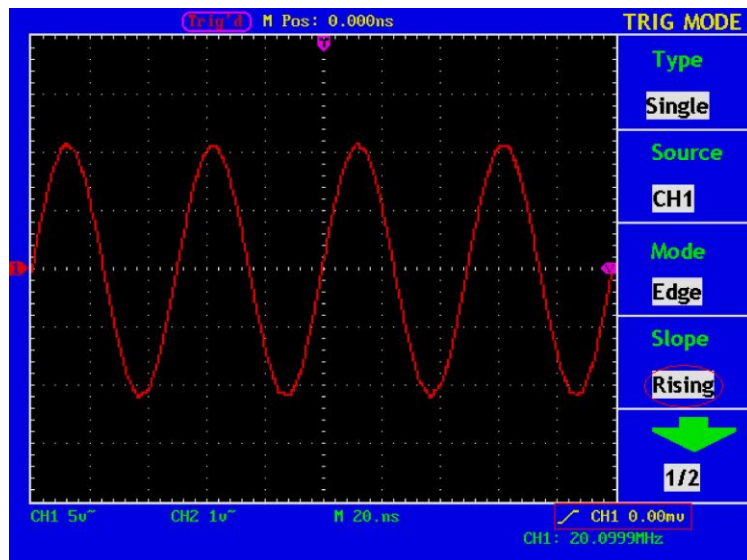 Trig'd M Pos: 0.000ns
TRIG MODE
T
Type
Single
Source
CH1
1
Mode
Edge
Slope
Rising
1/2
CH1 5v~ CH2 1v~ M 20.ns CH1 0.00mv
CH1: 20.0999MHz